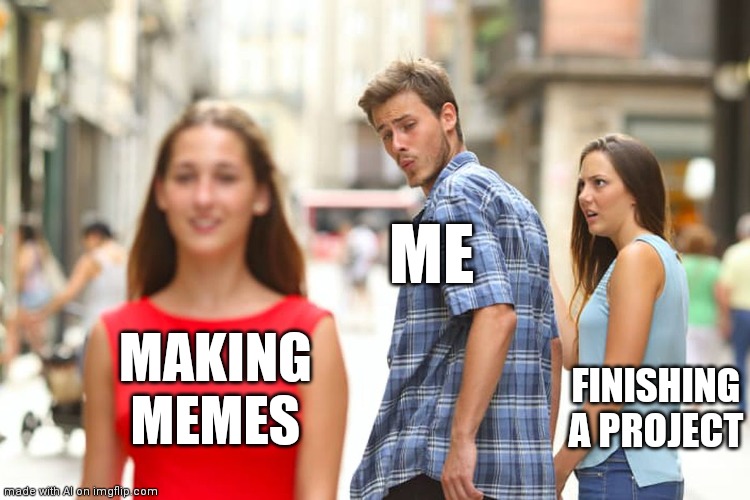 ME
MAKING
MEMES
FINISHING
A PROJECT
made with AI on imgflip.com